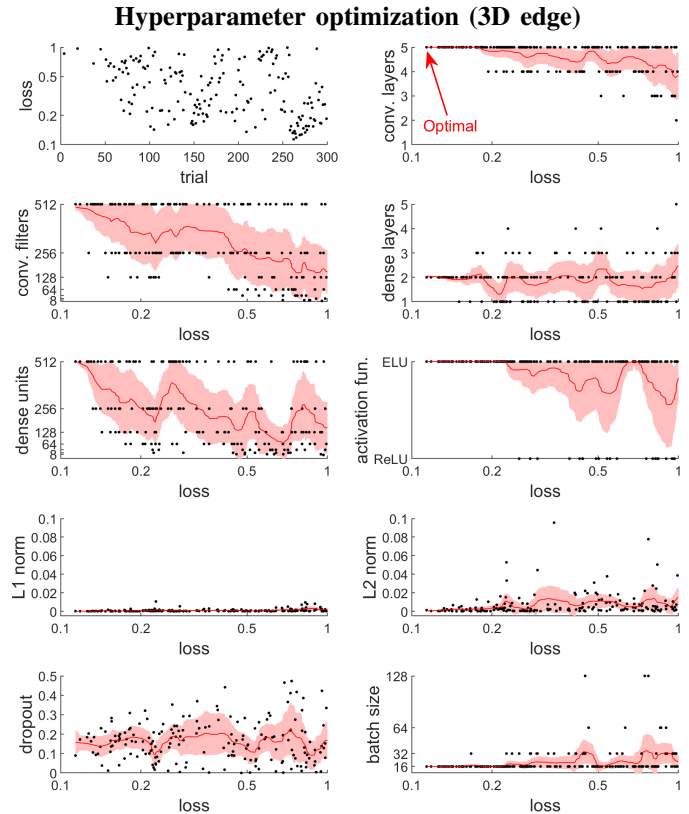 Hyperparameter optimization (3D edge)
loss
1
0.5
0.2
0.1
0 50 100 150 200 250 300
trial
conv. layers
5
4
3
2
1
Optimal
0.1 0.2 0.5 1
loss
conv. filters
512
256
128
64
8
0.1 0.2 0.5 1
loss
dense layers
5
4
3
2
1
0.1 0.2 0.5 1
loss
dense units
512
256
128
64
8
0.1 0.2 0.5 1
loss
activation fun.
ELU
ReLU
0.1 0.2 0.5 1
loss
L1 norm
0.1
0.08
0.06
0.04
0.02
0
0.1 0.2 0.5 1
loss
L2 norm
0.1
0.08
0.06
0.04
0.02
0
0.1 0.2 0.5 1
loss
dropout
0.5
0.4
0.3
0.2
0.1
0
0.1 0.2 0.5 1
loss
batch size
128
64
32
16
0.1 0.2 0.5 1
loss